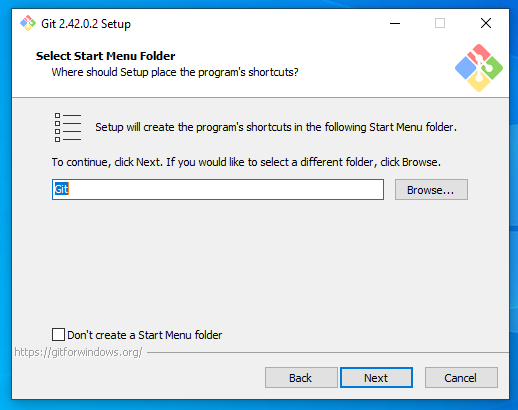 Git 2.42.0.2 Setup
Select Start Menu Folder
Where should Setup place the program's shortcuts?
Setup will create the program's shortcuts in the following Start Menu folder.
To continue, click Next. If you would like to select a different folder, click Browse.
Git
Browse...
Don't create a Start Menu folder
https://gitforwindows.org/
Back
Next
Cancel